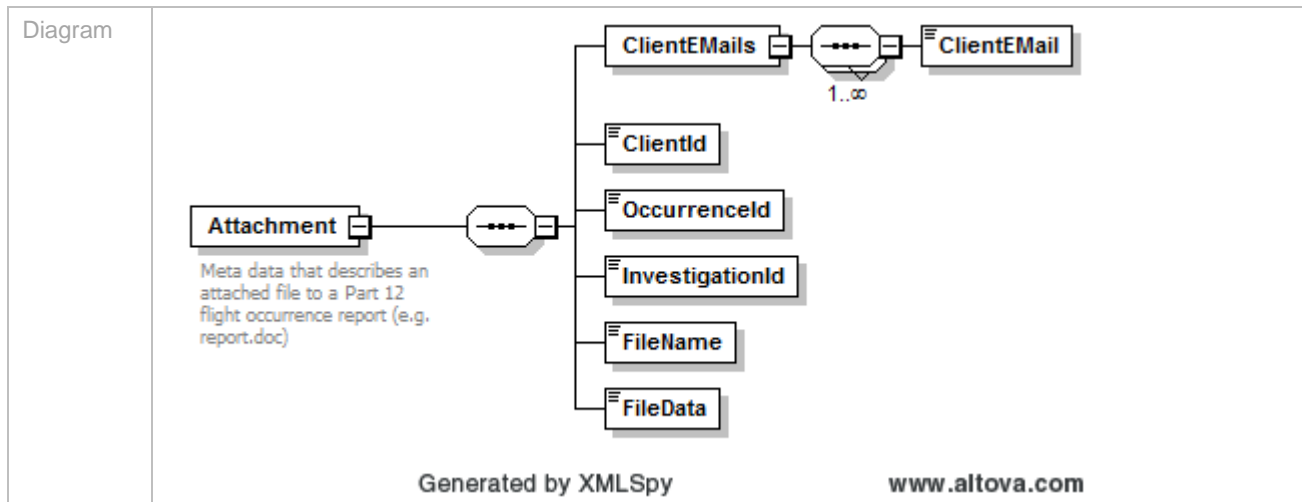 Diagram
ClientEMails
ClientEMail
1..∞
ClientId
OccurrenceId
Attachment
InvestigationId
Meta data that describes an
attached file to a Part 12
flight occurrence report (e.g.
report.doc)
FileName
FileData
Generated by XMLSpy
www.altova.com